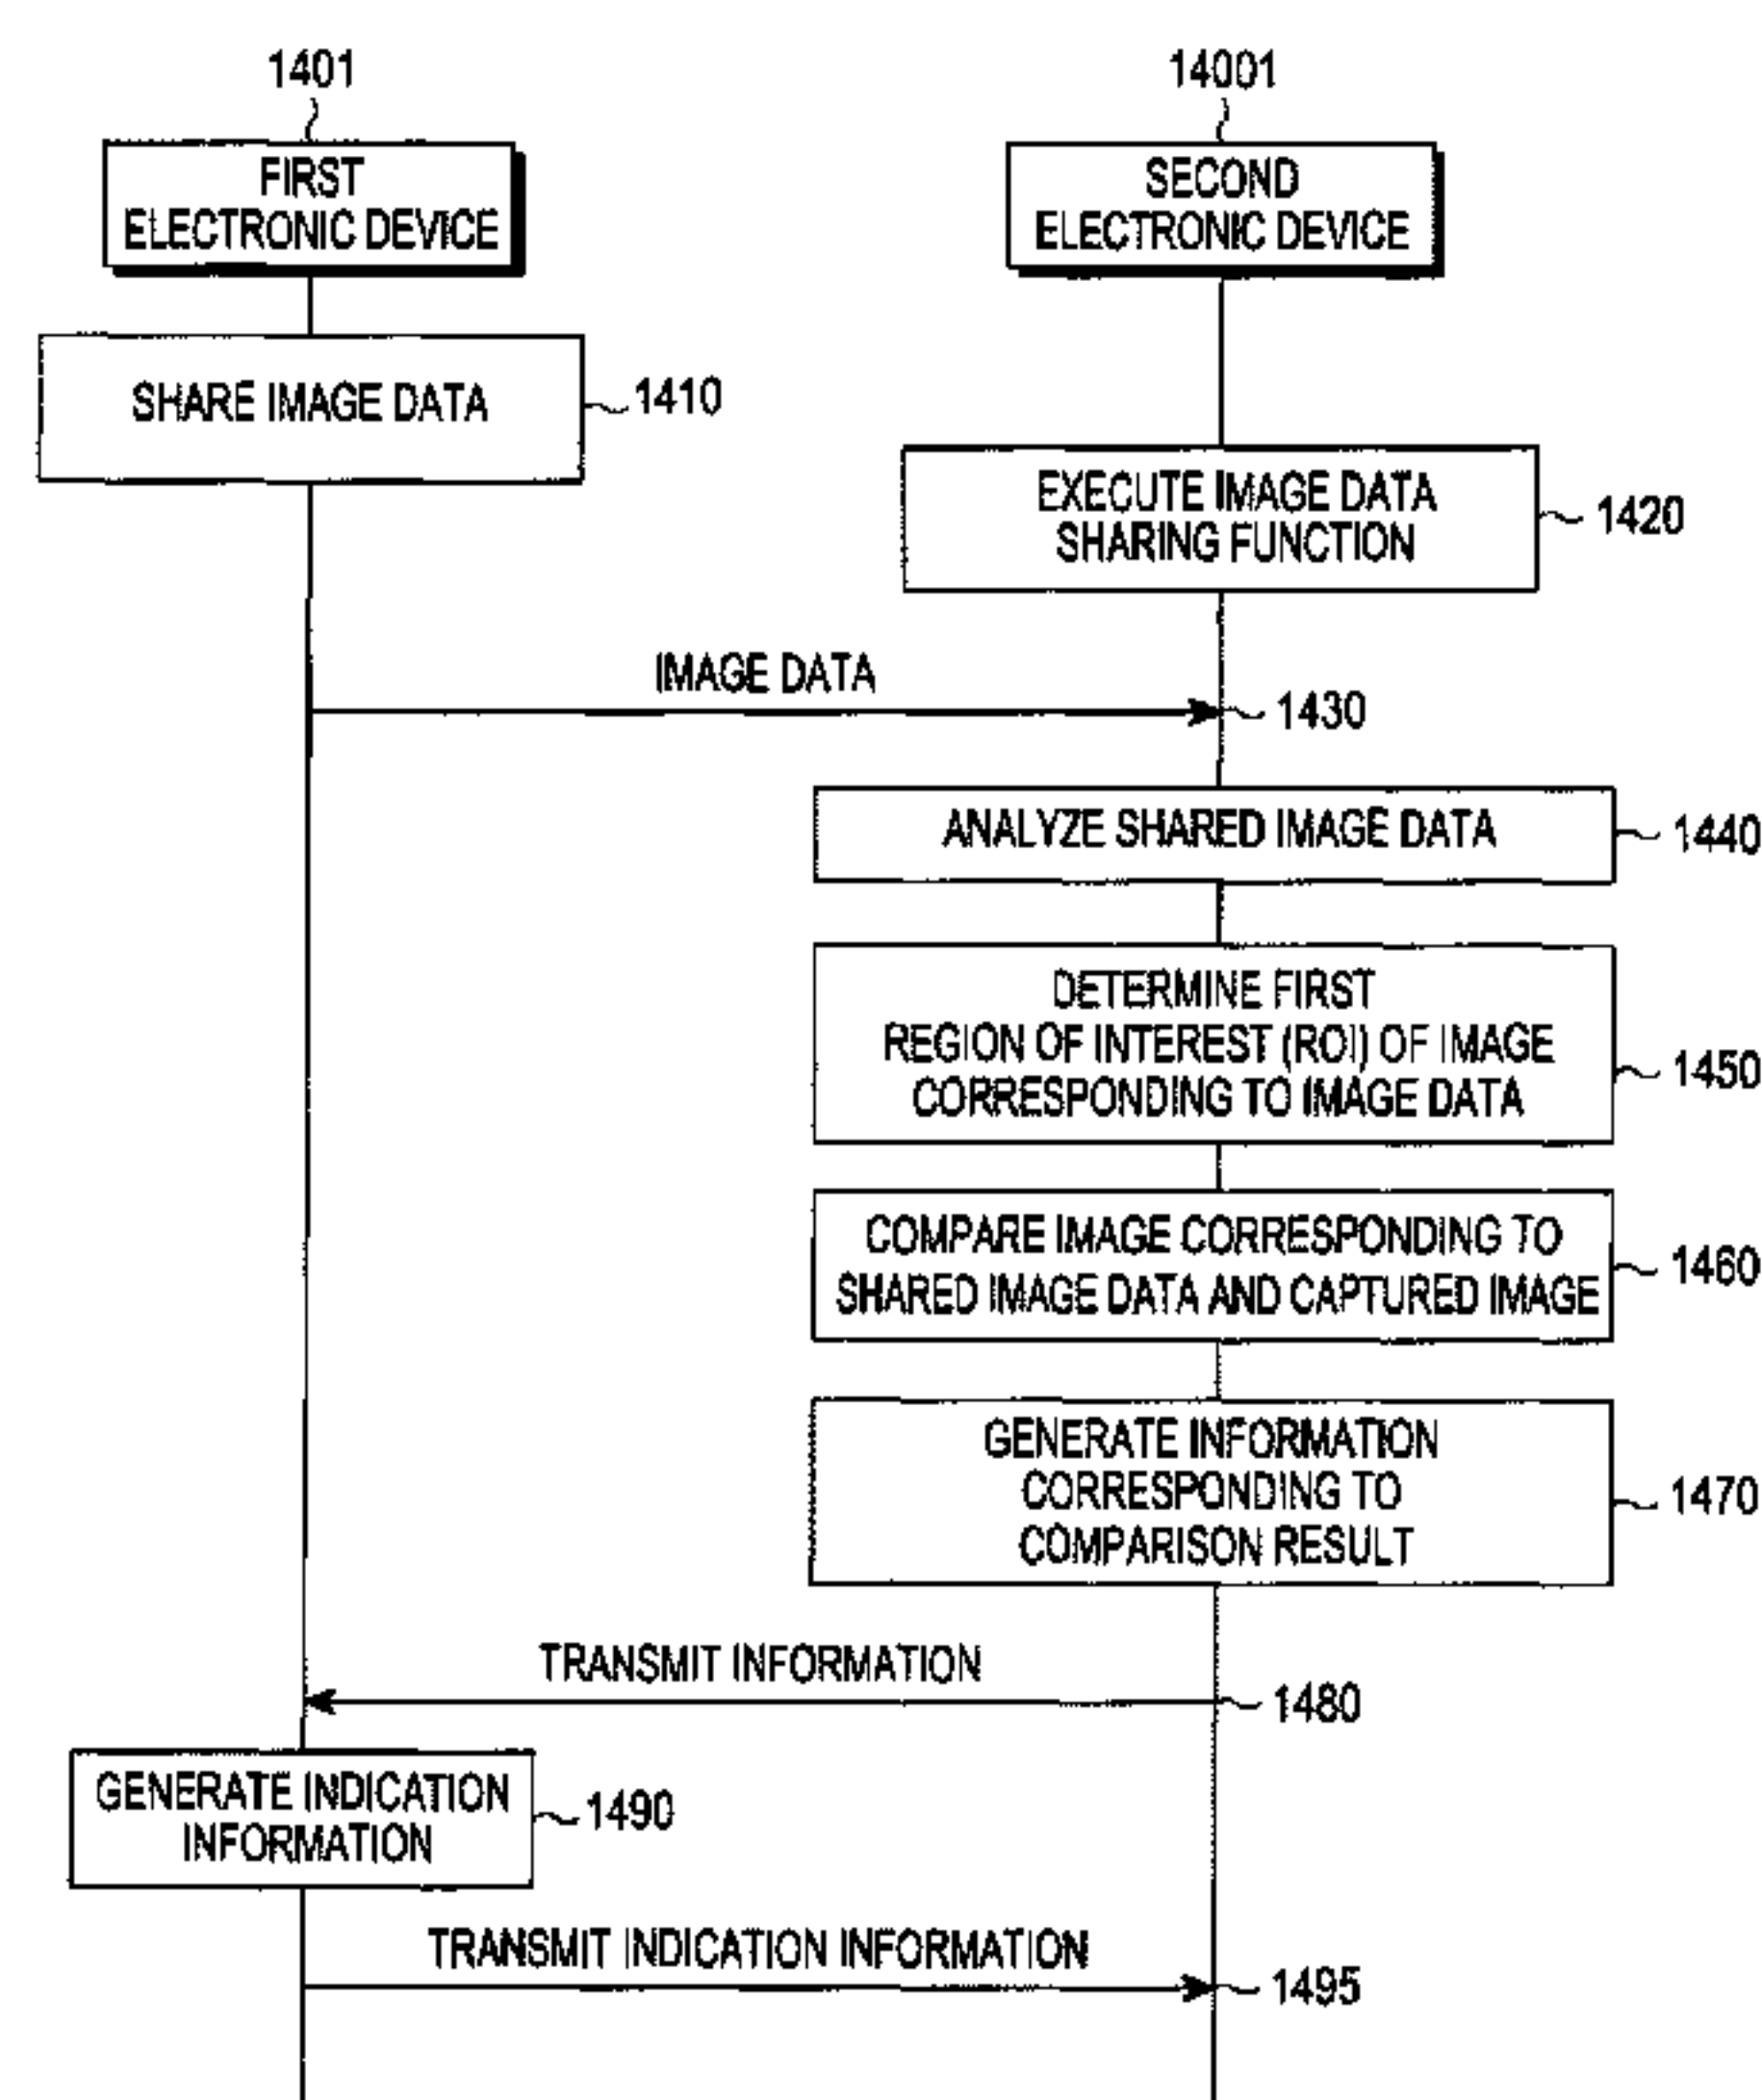 1401
14001
FIRST
ELECTRONIC DEVICE
SECOND
ELECTRONIC DEVICE
SHARE IMAGE DATA
1410
EXECUTE IMAGE DATA
SHARING FUNCTION
1420
IMAGE DATA
1430
ANALYZE SHARED IMAGE DATA
1440
DETERMINE FIRST
REGION OF INTEREST (ROI) OF IMAGE
CORRESPONDING TO IMAGE DATA
1450
COMPARE IMAGE CORRESPONDING TO
SHARED IMAGE DATA AND CAPTURED IMAGE
1460
GENERATE INFORMATION
CORRESPONDING TO
COMPARISON RESULT
1470
TRANSMIT INFORMATION
1480
GENERATE INDICATION
INFORMATION
1490
TRANSMIT INDICATION INFORMATION
1495